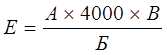 E = А × 4000 × В
Б